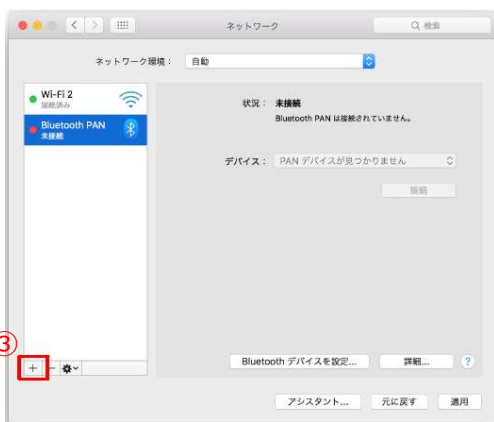 ネットワーク
検索
ネットワーク環境： 自動
Wi-Fi 2
接続済み
Bluetooth PAN
未接続
状況： 未接続
Bluetooth PAN は接続されていません。
デバイス： PAN デバイスが見つかりません
接続
③
+ −
Bluetooth デバイスを設定... 詳細... ?
アシスタント... 元に戻す 適用